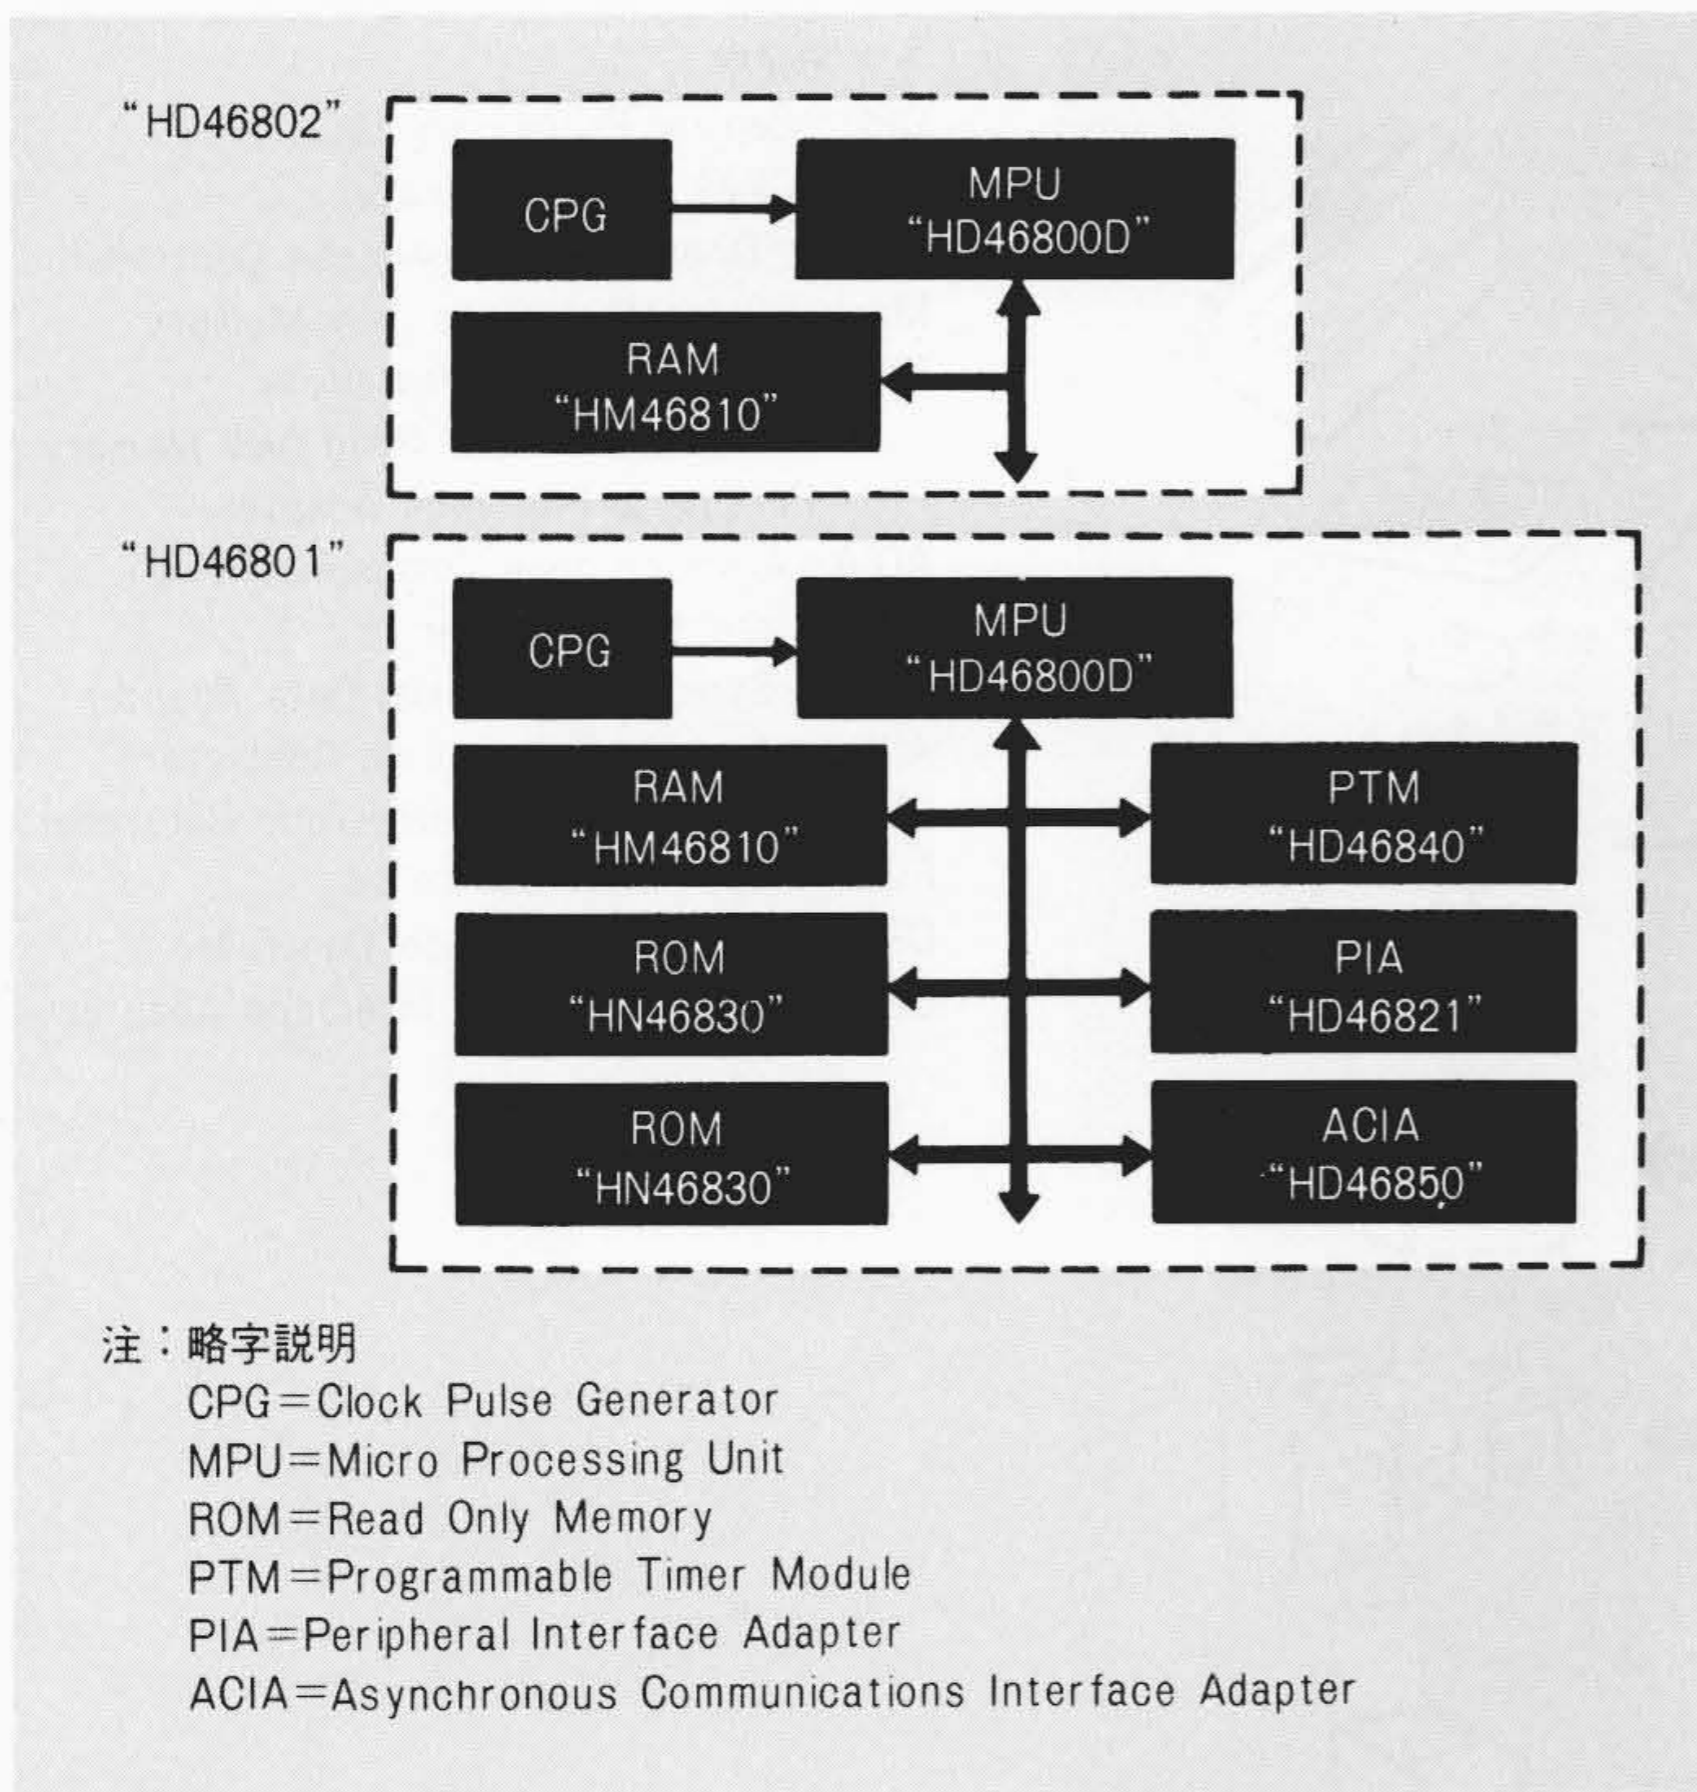 “HD46802”
CPG
MPU
“HD46800D”
RAM
“HM46810”
“HD46801”
CPG
MPU
“HD46800D”
RAM
“HM46810”
PTM
“HD46840”
ROM
“HN46830”
PIA
“HD46821”
ROM
“HN46830”
ACIA
“HD46850”
注：略字説明
CPG＝Clock Pulse Generator
MPU＝Micro Processing Unit
ROM＝Read Only Memory
PTM＝Programmable Timer Module
PIA＝Peripheral Interface Adapter
ACIA＝Asynchronous Communications Interface Adapter